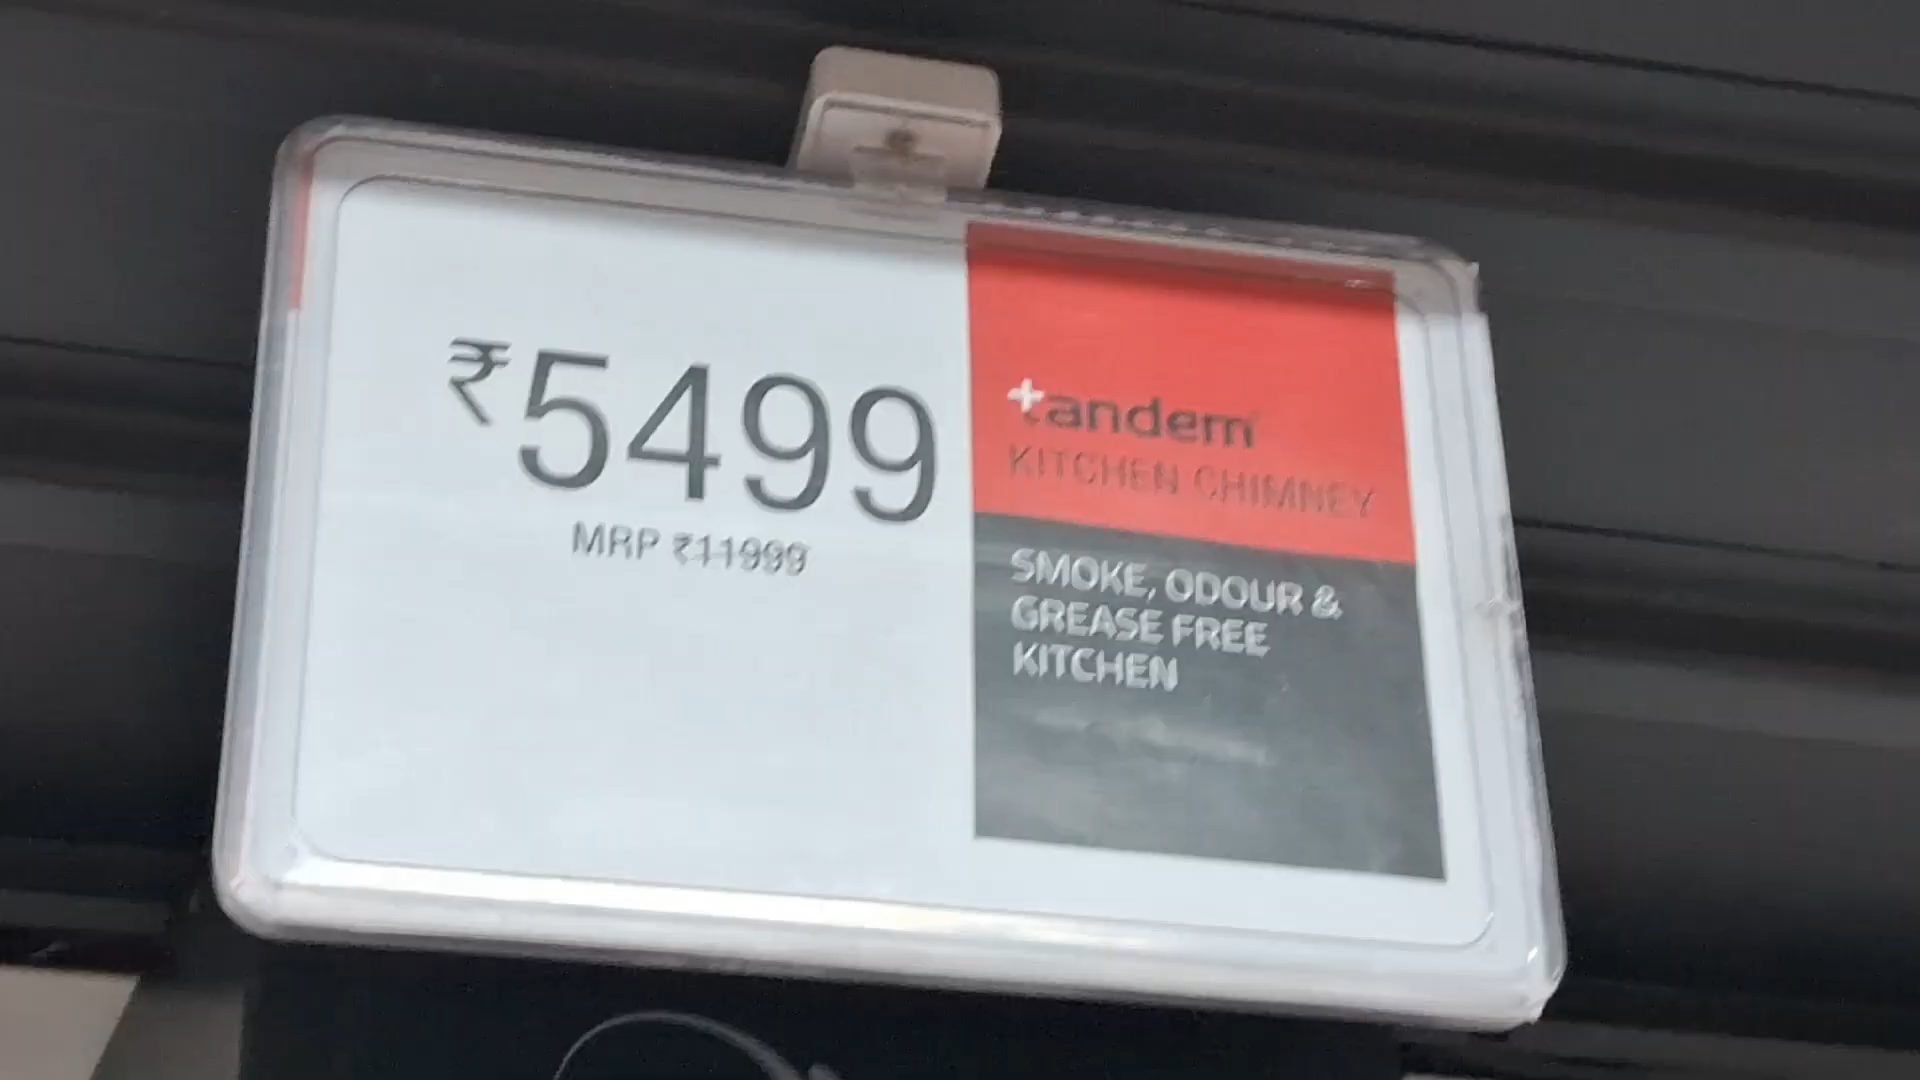 ₹5499
MRP ₹11999
tandem
KITCHEN CHIMNEY
SMOKE, ODOUR &
GREASE FREE
KITCHEN